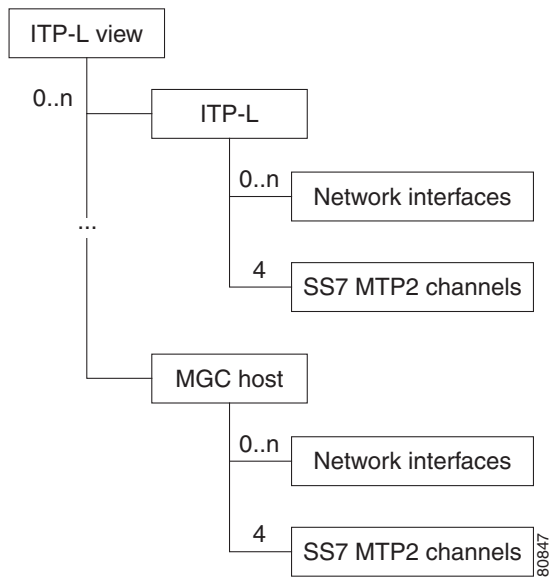 ITP-L view
0..n
ITP-L
0..n
Network interfaces
...
4
SS7 MTP2 channels
MGC host
0..n
Network interfaces
4
SS7 MTP2 channels
80847